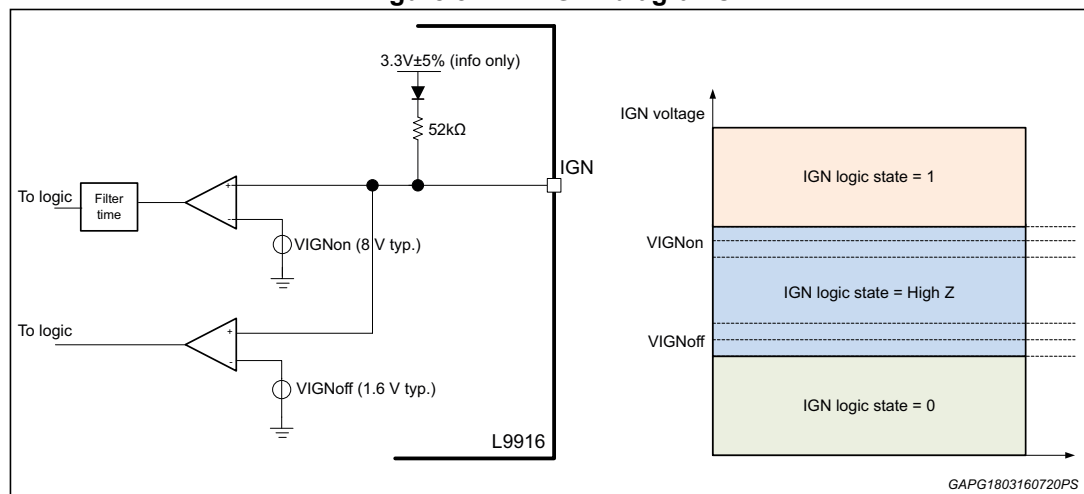 3.3V±5% (info only)
52kΩ
IGN
To logic
Filter
time
+
-
VIGNon (8 V typ.)
To logic
+
-
VIGNoff (1.6 V typ.)
L9916
IGN voltage
IGN logic state = 1
VIGNon
IGN logic state = High Z
VIGNoff
IGN logic state = 0
GAPG1803160720PS